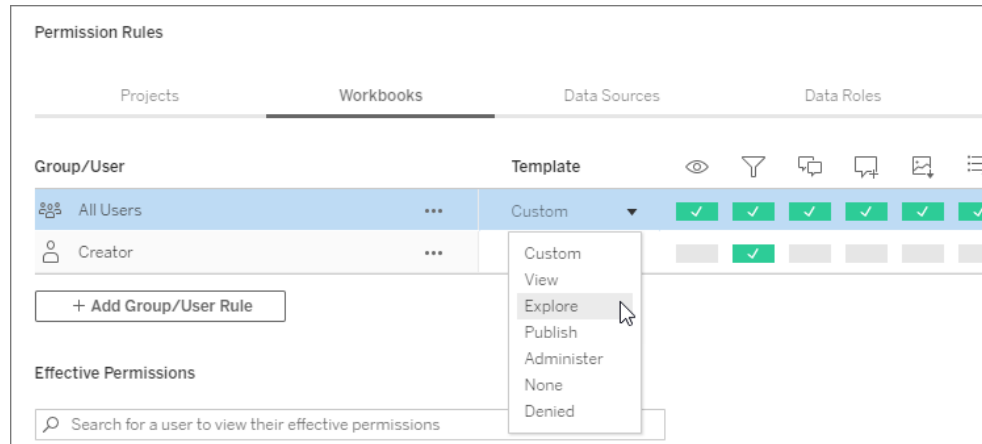 Permission Rules
Projects Workbooks Data Sources Data Roles
Group/User Template
All Users ••• Custom
Creator •••
Custom
View
+ Add Group/User Rule
Explore
Publish
Administer
Effective Permissions
None
Denied
Search for a user to view their effective permissions